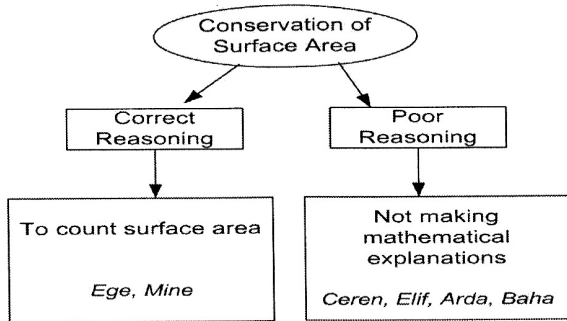 Conservation of
Surface Area
Correct
Reasoning
Poor
Reasoning
To count surface area
Ege, Mine
Not making
mathematical
explanations
Ceren, Elif, Arda, Baha